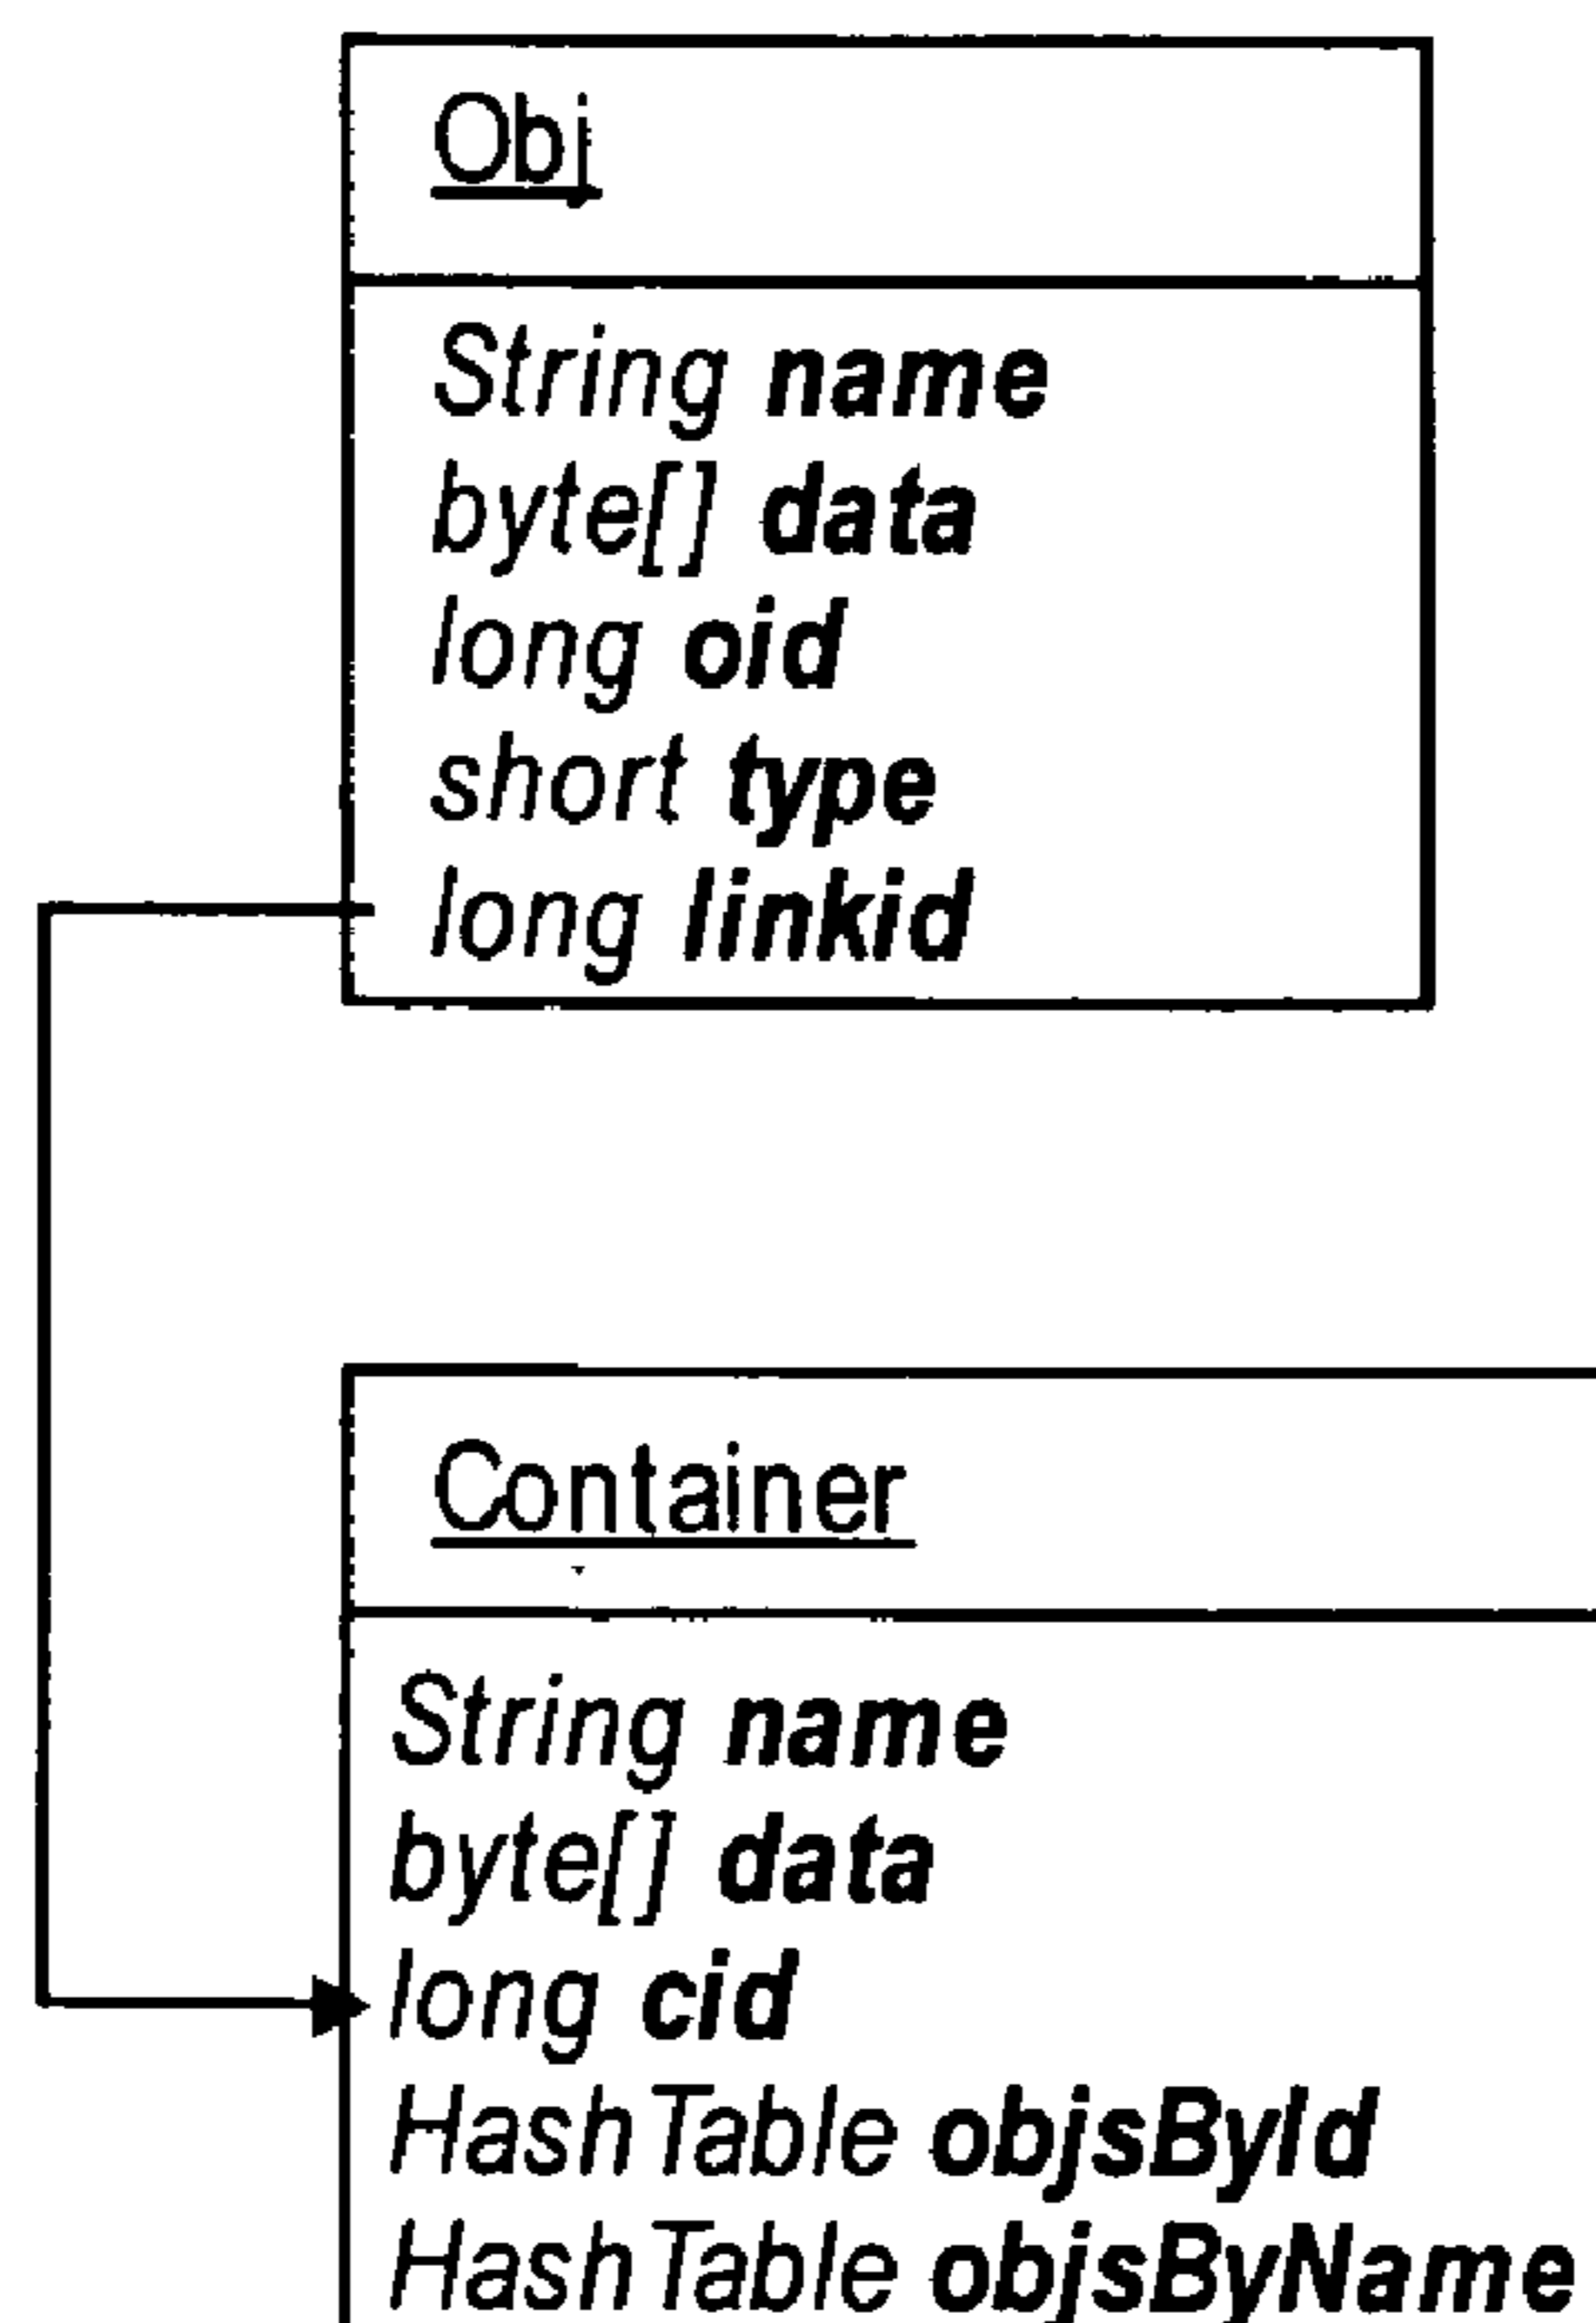 Obj
String name
byte[] data
long oid
short type
long linkid
Container
String name
byte[] data
long cid
HashTable objsById
HashTable objsByName